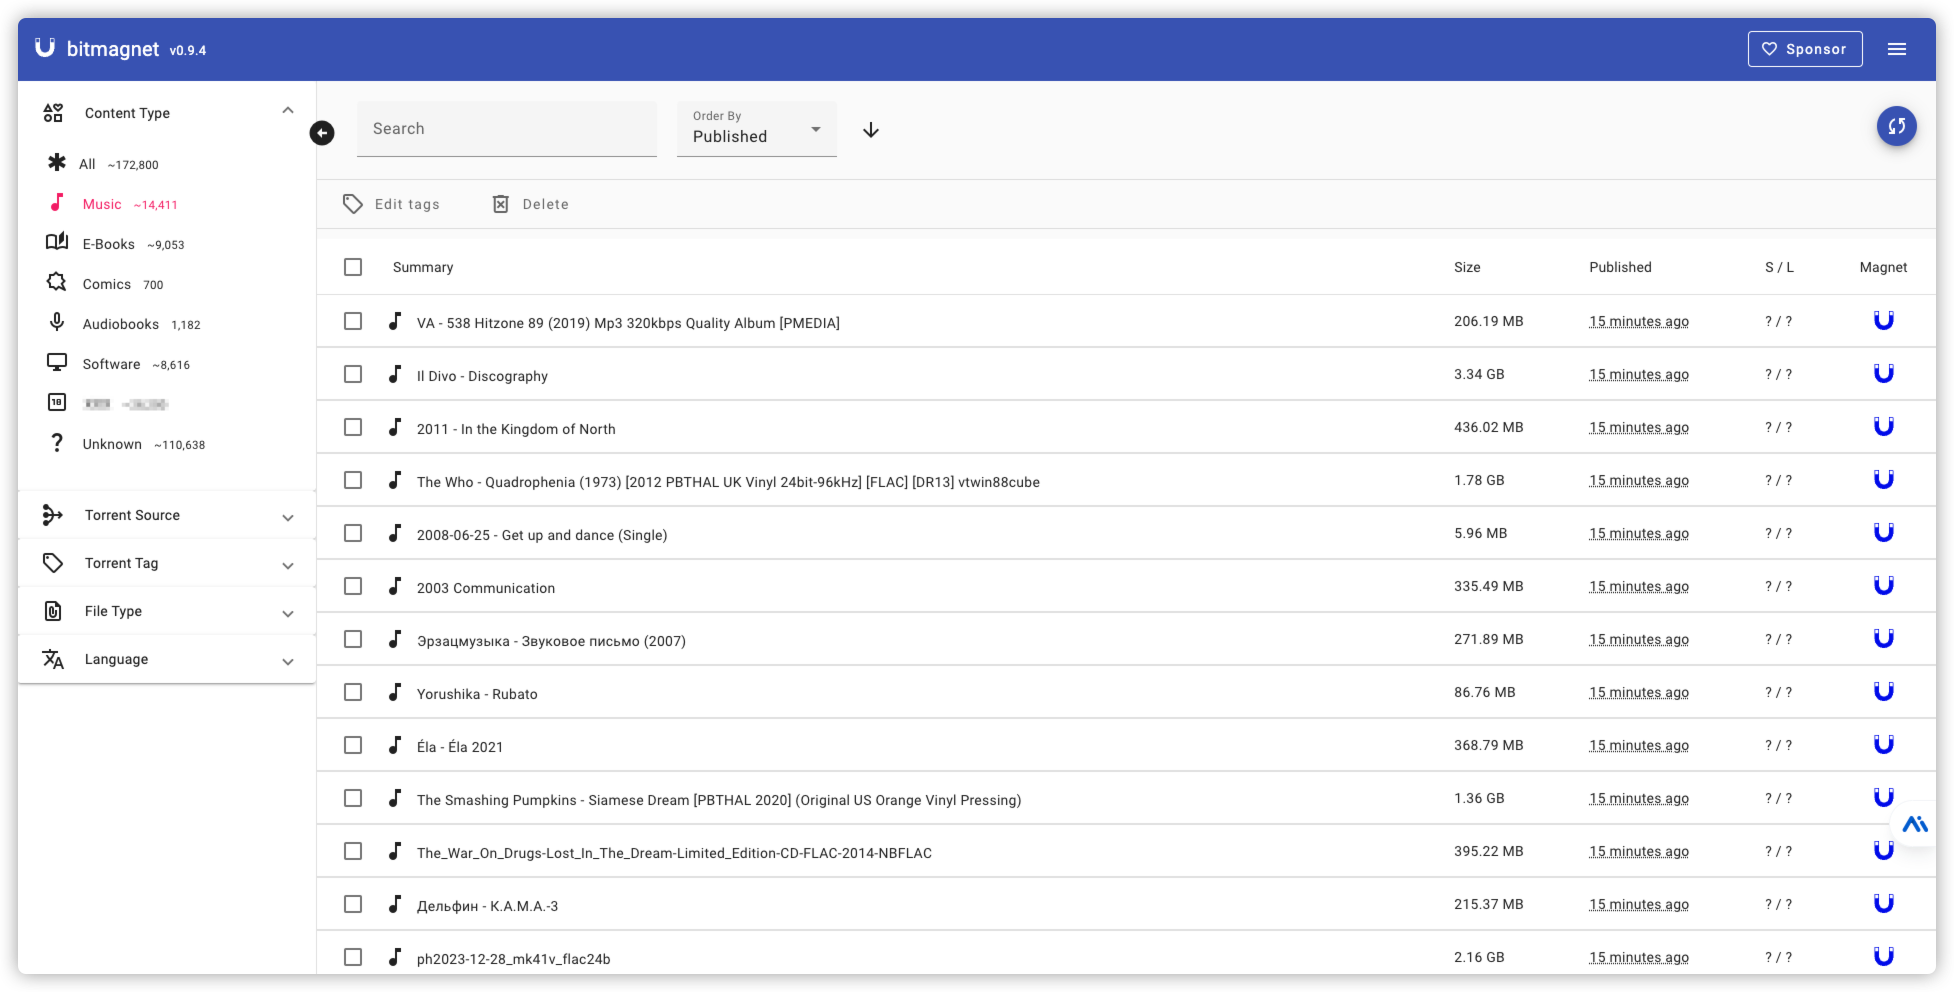 bitmagnet v0.9.4
Sponsor
Content Type
All ~172,800
Music ~14,411
E-Books ~9,053
Comics 700
Audiobooks 1,182
Software ~8,616
18
Unknown ~110,638
Torrent Source
Torrent Tag
File Type
Language
Search
Order By
Published
Edit tags Delete
Summary Size Published S / L Magnet
VA - 538 Hitzone 89 (2019) Mp3 320kbps Quality Album [PMEDIA] 206.19 MB 15 minutes ago ? / ?
Il Divo - Discography 3.34 GB 15 minutes ago ? / ?
2011 - In the Kingdom of North 436.02 MB 15 minutes ago ? / ?
The Who - Quadrophenia (1973) [2012 PBTHAL UK Vinyl 24bit-96kHz] [FLAC] [DR13] vtwin88cube 1.78 GB 15 minutes ago ? / ?
2008-06-25 - Get up and dance (Single) 5.96 MB 15 minutes ago ? / ?
2003 Communication 335.49 MB 15 minutes ago ? / ?
Эрзацмузыка - Звуковое письмо (2007) 271.89 MB 15 minutes ago ? / ?
Yorushika - Rubato 86.76 MB 15 minutes ago ? / ?
Éla - Éla 2021 368.79 MB 15 minutes ago ? / ?
The Smashing Pumpkins - Siamese Dream [PBTHAL 2020] (Original US Orange Vinyl Pressing) 1.36 GB 15 minutes ago ? / ?
The_War_On_Drugs-Lost_In_The_Dream-Limited_Edition-CD-FLAC-2014-NBFLAC 395.22 MB 15 minutes ago ? / ?
Дельфин - К.А.М.А.-3 215.37 MB 15 minutes ago ? / ?
ph2023-12-28_mk41v_flac24b 2.16 GB 15 minutes ago ? / ?